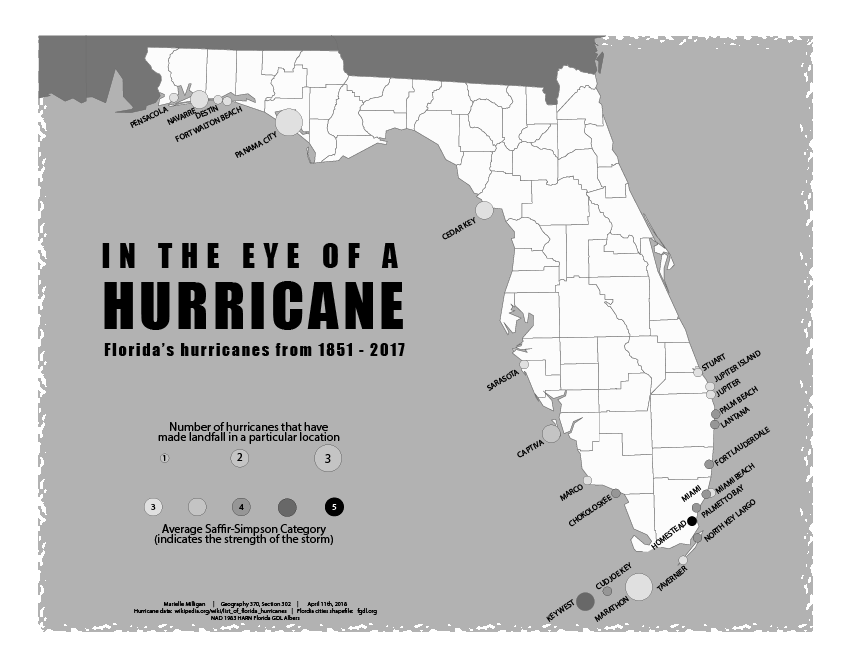 PENSACOLA
NAVARRE
DESTIN
FORT WALTON BEACH
PANAMA CITY
CEDAR KEY
IN THE EYE OF A
HURRICANE
Florida's hurricanes from 1851 - 2017
STUART
JUPITER ISLAND
JUPITER
SARASOTA
PALM BEACH
LANTANA
Number of hurricanes that have
made landfall in a particular location
1 2 3
CAPTIVA
FORT LAUDERDALE
MARCO
MIAMI
MIAMI BEACH
CHOKOLOSKEE
PALMETTO BAY
3 4 5
Average Saffir-Simpson Category
(indicates the strength of the storm)
HOMESTEAD
NORTH KEY LARGO
CUDJOE KEY
TAVERNIER
KEY WEST
MARATHON
Marielle Milligan | Geography 370, Section 302 | April 11th, 2018
Hurricane data: wikipedia.org/wiki/list_of_florida_hurricanes | Florida cities shapefile: fgdl.org
NAD 1983 HARN Florida GDL Albers